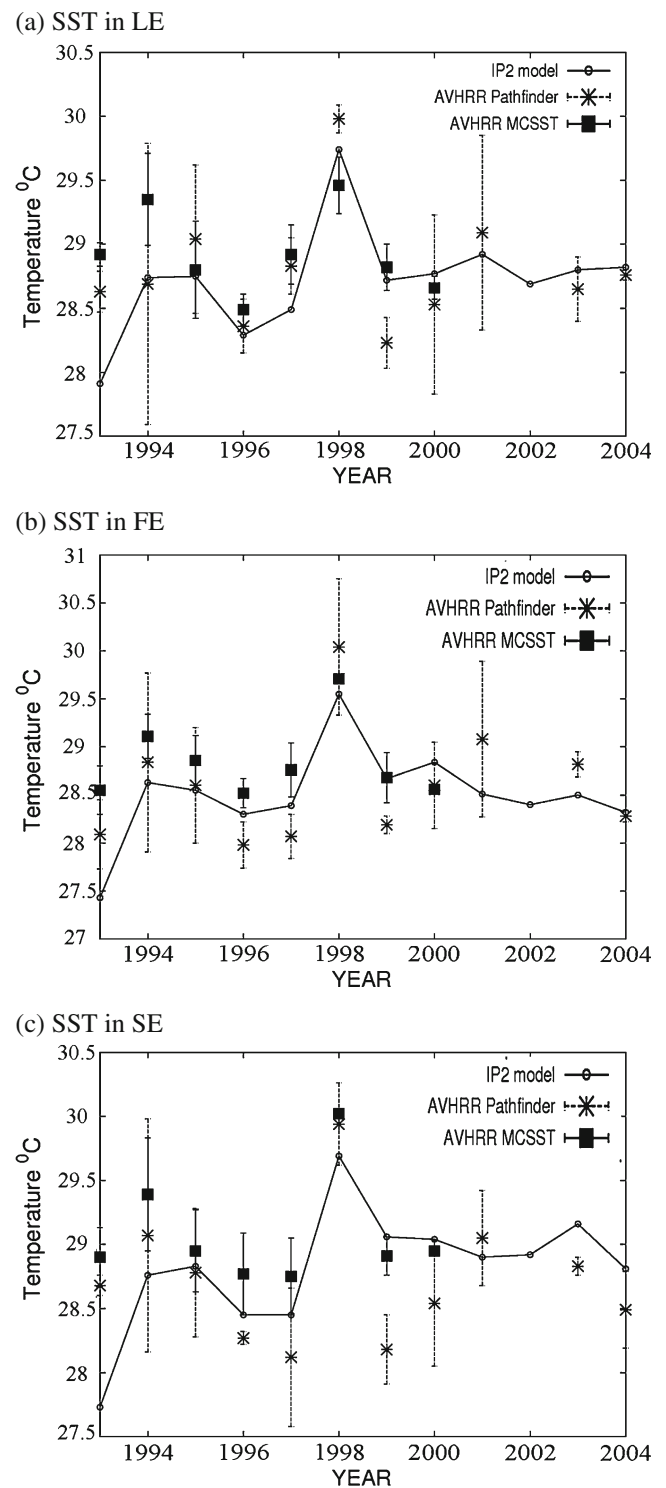 (a) SST in LE
30.5
30
29.5
29
28.5
28
27.5
Temperature ⁰C
IP2 model
AVHRR Pathfinder
AVHRR MCSST
1994 1996 1998 2000 2002 2004
YEAR
(b) SST in FE
31
30.5
30
29.5
29
28.5
28
27.5
27
Temperature ⁰C
IP2 model
AVHRR Pathfinder
AVHRR MCSST
1994 1996 1998 2000 2002 2004
YEAR
(c) SST in SE
30.5
30
29.5
29
28.5
28
27.5
Temperature ⁰C
IP2 model
AVHRR Pathfinder
AVHRR MCSST
1994 1996 1998 2000 2002 2004
YEAR